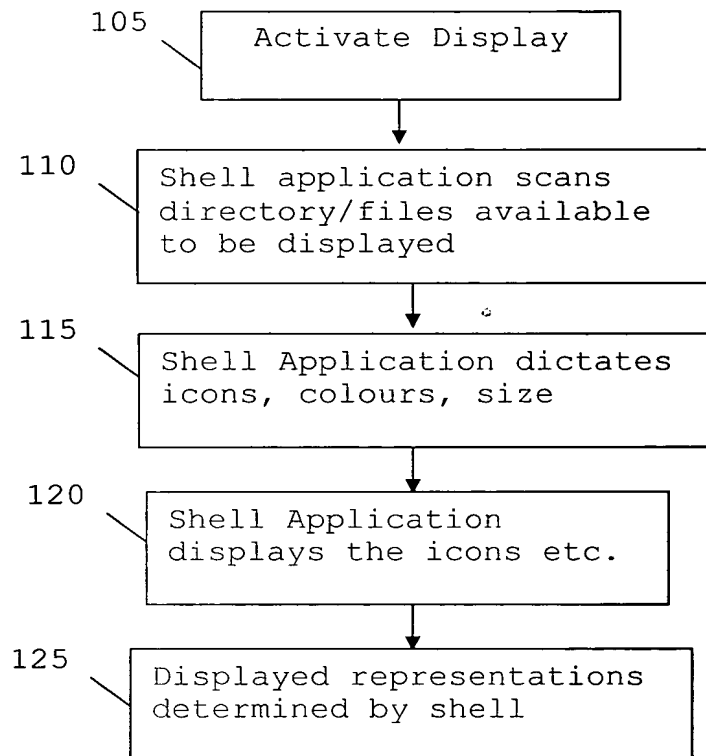 105
Activate Display
110
Shell application scans
directory/files available
to be displayed
115
Shell Application dictates
icons, colours, size
120
Shell Application
displays the icons etc.
125
Displayed representations
determined by shell